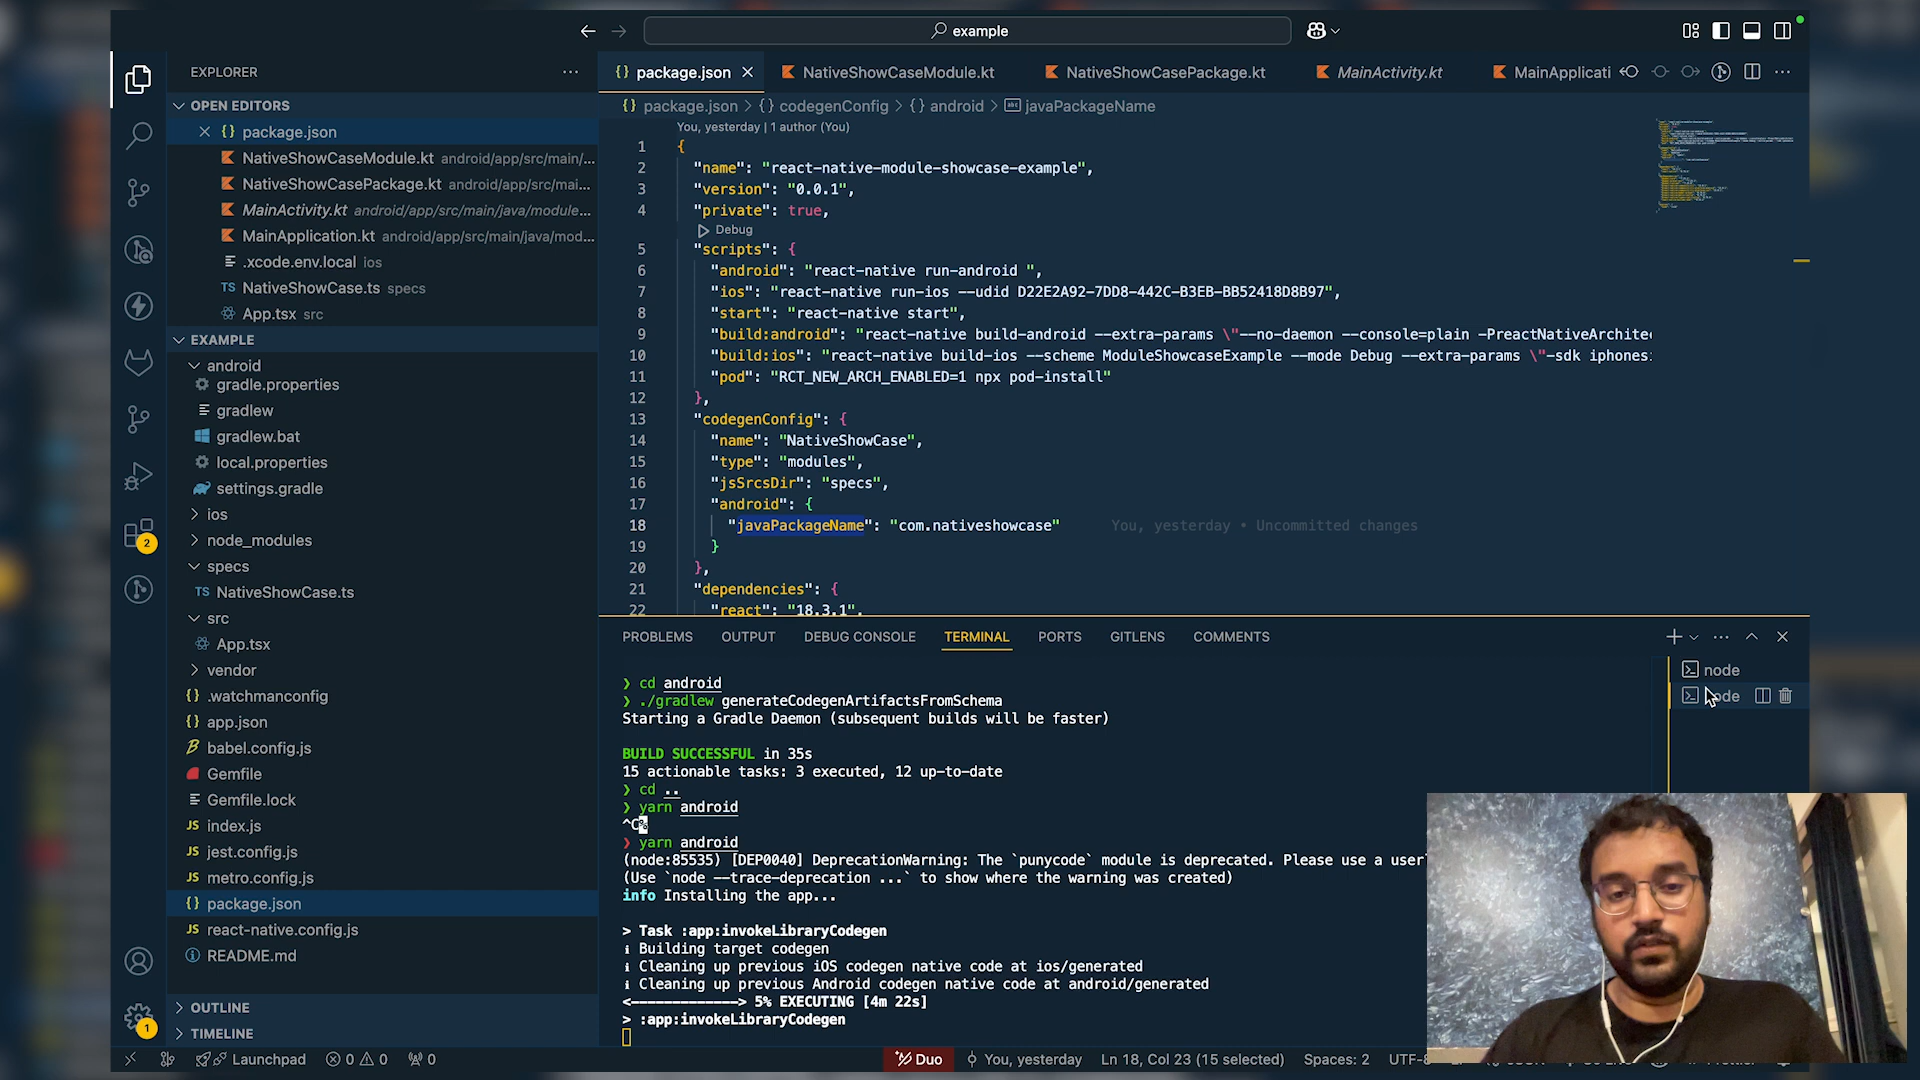 example
EXPLORER
package.json
NativeShowCaseModule.kt
NativeShowCasePackage.kt
MainActivity.kt
MainApplicati
OPEN EDITORS
package.json
NativeShowCaseModule.kt android/app/src/main/...
NativeShowCasePackage.kt android/app/src/mai...
MainActivity.kt android/app/src/main/java/module...
MainApplication.kt android/app/src/main/java/mod...
.xcode.env.local ios
NativeShowCase.ts specs
App.tsx src
EXAMPLE
android
gradle.properties
gradlew
gradlew.bat
local.properties
settings.gradle
ios
node_modules
specs
NativeShowCase.ts
src
App.tsx
vendor
.watchmanconfig
app.json
babel.config.js
Gemfile
Gemfile.lock
index.js
jest.config.js
metro.config.js
package.json
react-native.config.js
README.md
OUTLINE
TIMELINE
package.json > {} codegenConfig > {} android > javaPackageName
You, yesterday | 1 author (You)
1 {
2 "name": "react-native-module-showcase-example",
3 "version": "0.0.1",
4 "private": true,
Debug
5 "scripts": {
6 "android": "react-native run-android ",
7 "ios": "react-native run-ios --udid D22E2A92-7DD8-442C-B3EB-BB52418D8B97",
8 "start": "react-native start",
9 "build:android": "react-native build-android --extra-params \"--no-daemon --console=plain -PreactNativeArchitec
10 "build:ios": "react-native build-ios --scheme ModuleShowcaseExample --mode Debug --extra-params \"-sdk iphones
11 "pod": "RCT_NEW_ARCH_ENABLED=1 npx pod-install"
12 },
13 "codegenConfig": {
14 "name": "NativeShowCase",
15 "type": "modules",
16 "jsSrcsDir": "specs",
17 "android": {
18 "javaPackageName": "com.nativeshowcase" You, yesterday • Uncommitted changes
19 }
20 },
21 "dependencies": {
22 "react": "18.3.1",
PROBLEMS OUTPUT DEBUG CONSOLE TERMINAL PORTS GITLENS COMMENTS
node
node
❯ cd android
❯ ./gradlew generateCodegenArtifactsFromSchema
Starting a Gradle Daemon (subsequent builds will be faster)
BUILD SUCCESSFUL in 35s
15 actionable tasks: 3 executed, 12 up-to-date
❯ cd ..
❯ yarn android
^C%
❯ yarn android
(node:85535) [DEP0040] DeprecationWarning: The `punycode` module is deprecated. Please use a user
(Use `node --trace-deprecation ...` to show where the warning was created)
info Installing the app...
> Task :app:invokeLibraryCodegen
i Building target codegen
i Cleaning up previous iOS codegen native code at ios/generated
i Cleaning up previous Android codegen native code at android/generated
<-------------> 5% EXECUTING [4m 22s]
> :app:invokeLibraryCodegen
2
1
Launchpad 0 0 0 Duo You, yesterday Ln 18, Col 23 (15 selected) Spaces: 2 UTF-8